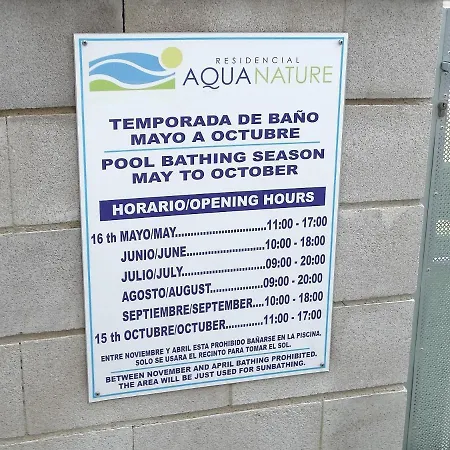 RESIDENCIAL
AQUANATURE
TEMPORADA DE BAÑO
MAYO A OCTUBRE
POOL BATHING SEASON
MAY TO OCTOBER
HORARIO/OPENING HOURS
16 th MAYO/MAY..............................11:00 - 17:00
JUNIO/JUNE.........................10:00 - 18:00
JULIO/JULY..........................09:00 - 20:00
AGOSTO/AUGUST.................09:00 - 20:00
SEPTIEMBRE/SEPTEMBER....10:00 - 18:00
15 th OCTUBRE/OCTOBER.............11:00 - 17:00
ENTRE NOVIEMBRE Y ABRIL ESTA PROHIBIDO BAÑARSE EN LA PISCINA.
SOLO SE USARA EL RECINTO PARA TOMAR EL SOL.
BETWEEN NOVEMBER AND APRIL BATHING PROHIBITED.
THE AREA WILL BE JUST USED FOR SUNBATHING.